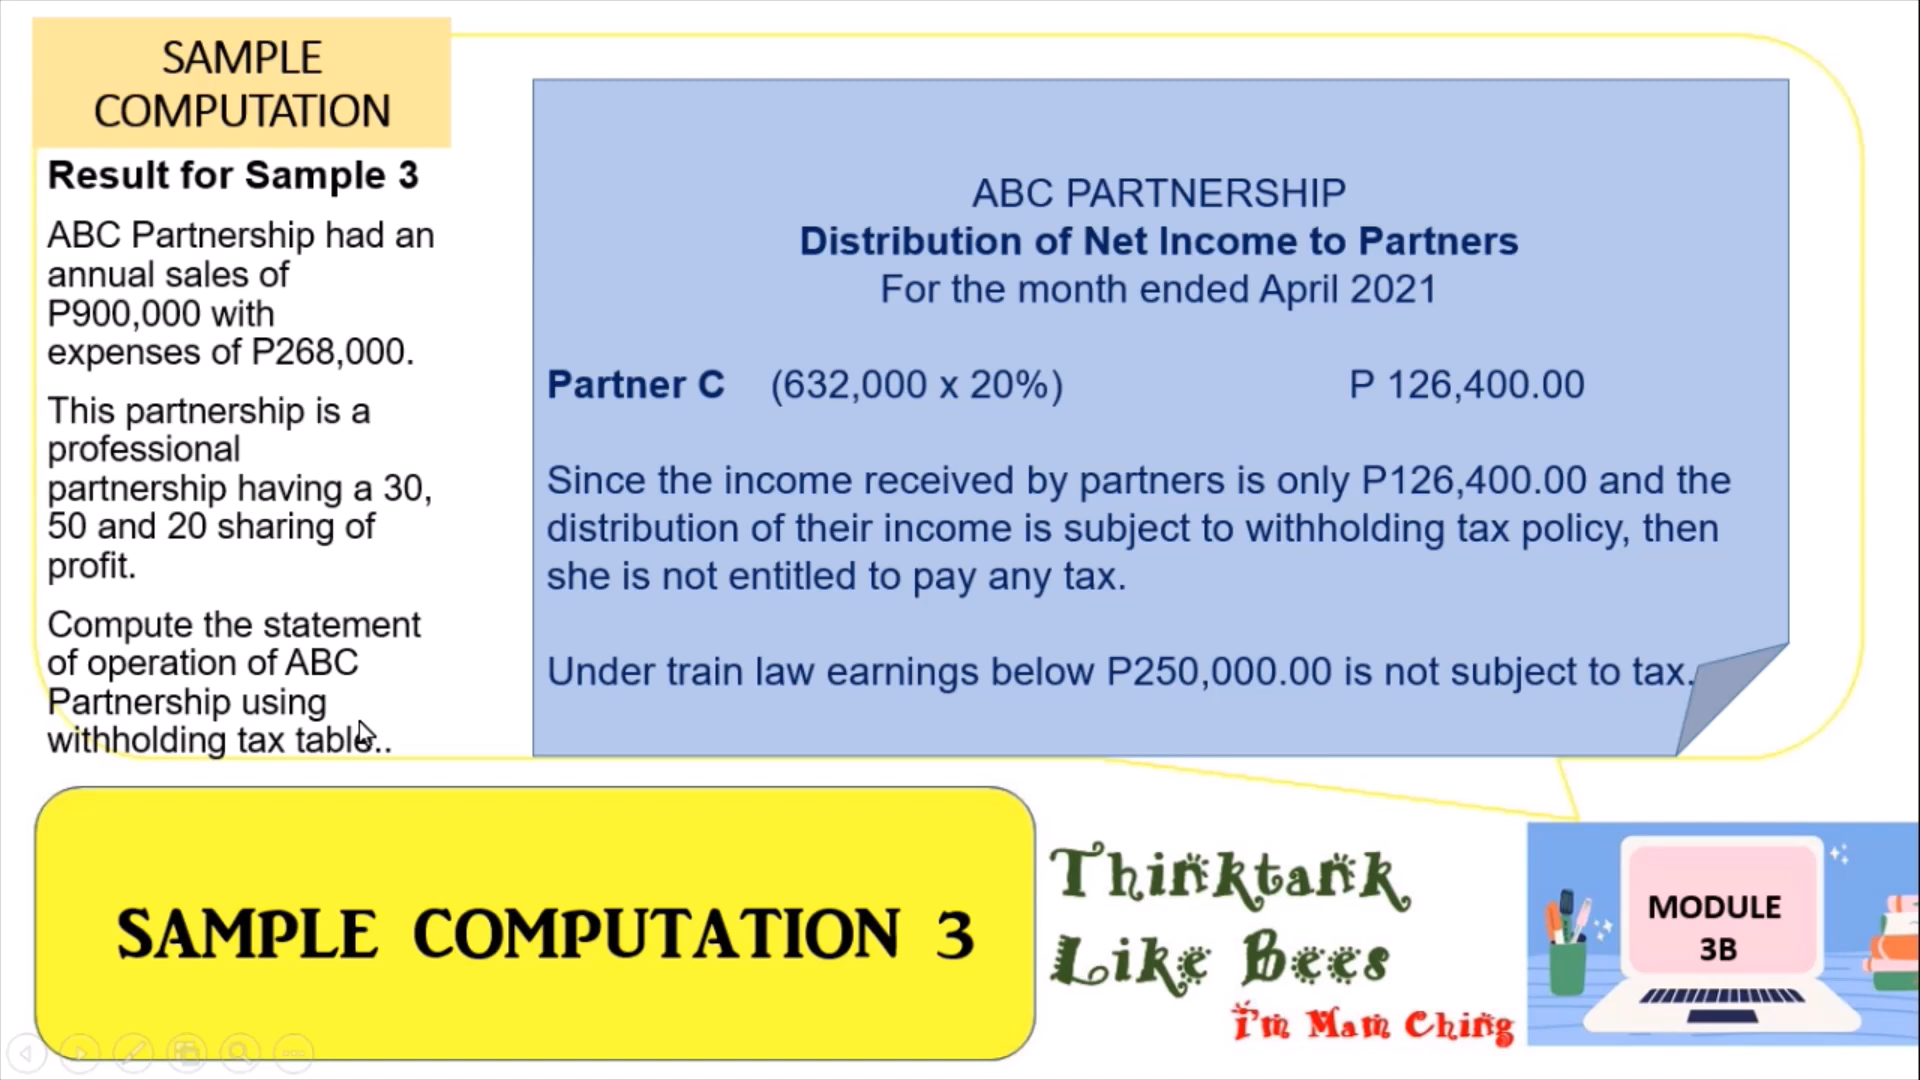 SAMPLE
COMPUTATION
Result for Sample 3
ABC Partnership had an
annual sales of
P900,000 with
expenses of P268,000.
This partnership is a
professional
partnership having a 30,
50 and 20 sharing of
profit.
Compute the statement
of operation of ABC
Partnership using
withholding tax table..
ABC PARTNERSHIP
Distribution of Net Income to Partners
For the month ended April 2021
Partner C (632,000 x 20%) P 126,400.00
Since the income received by partners is only P126,400.00 and the
distribution of their income is subject to withholding tax policy, then
she is not entitled to pay any tax.
Under train law earnings below P250,000.00 is not subject to tax.
SAMPLE COMPUTATION 3
Thinktank
Like Bees
I'm Mam Ching
MODULE
3B